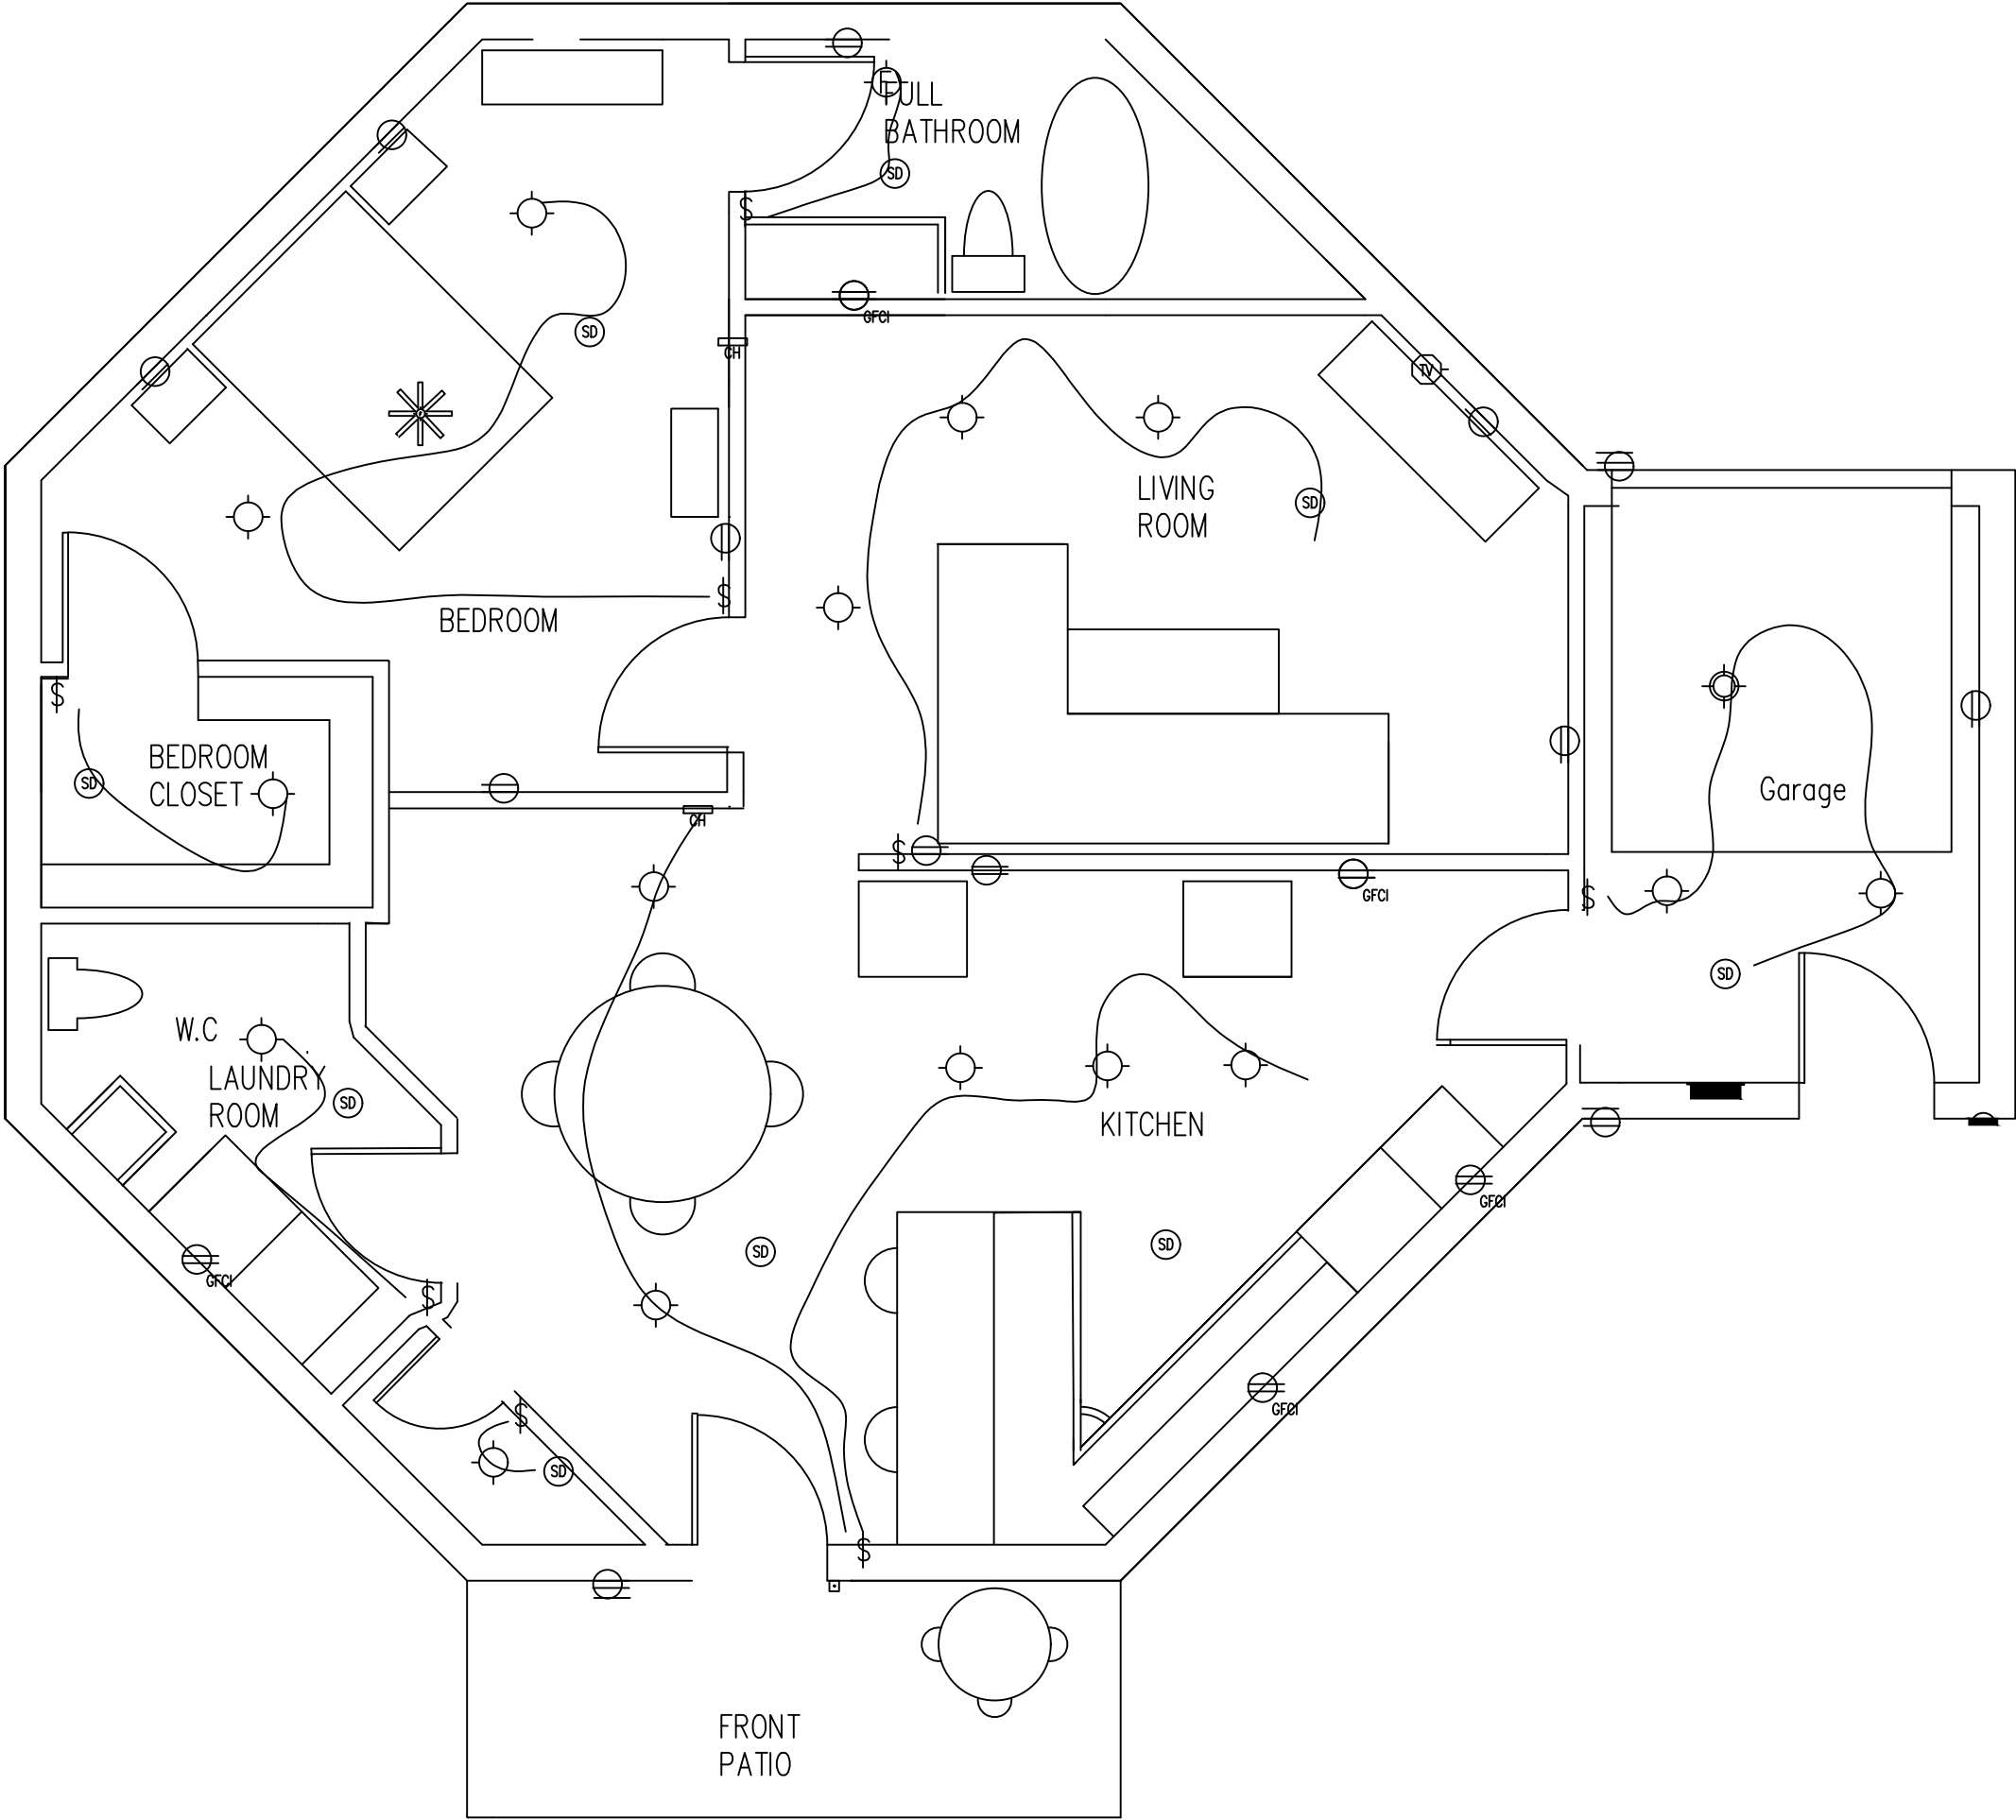 F
FULL
BATHROOM
SD
$
SD
GFCI
CH
TV
F
LIVING
ROOM
SD
$
BEDROOM
$
BEDROOM
CLOSET
SD
Garage
CH
$
GFCI
$
SD
W.C
LAUNDRY
ROOM
SD
KITCHEN
GFCI
SD
SD
GFCI
$
GFCI
$
SD
$
FRONT
PATIO